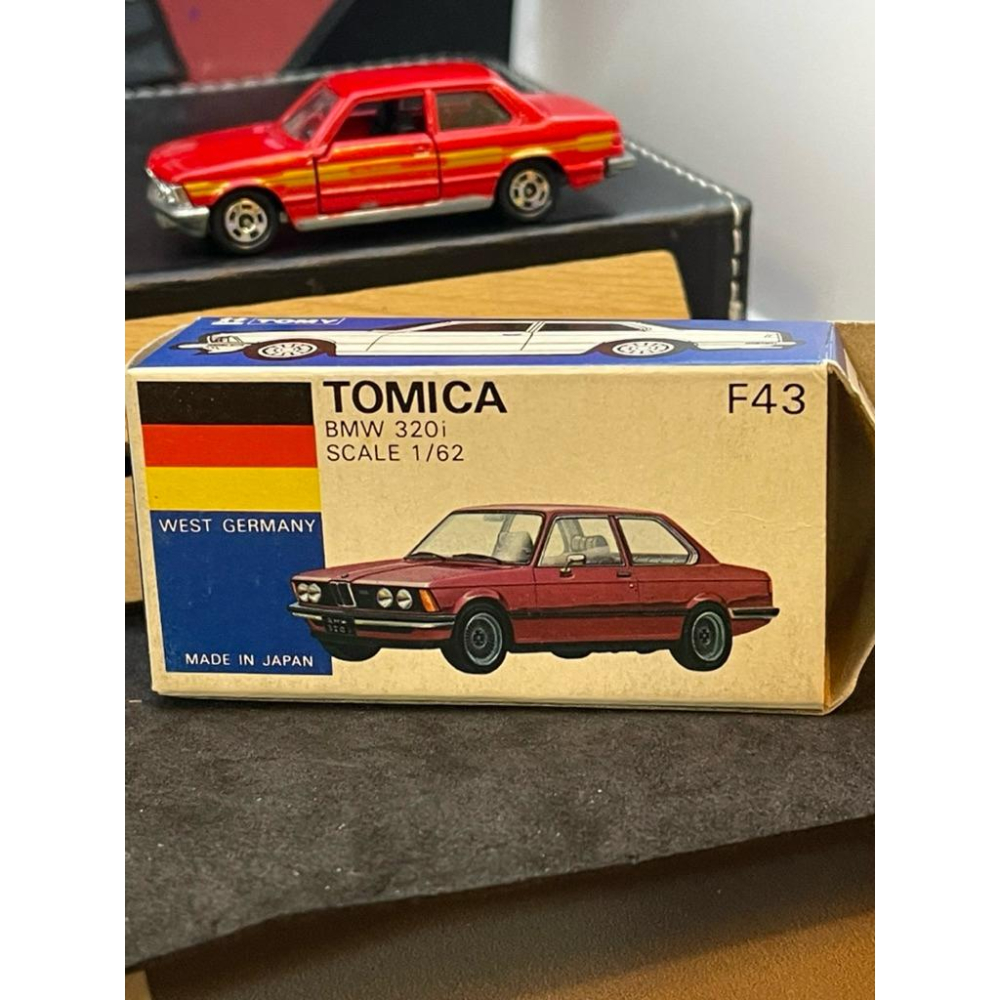 TOMY
TOMICA
F43
BMW 320i
SCALE 1/62
WEST GERMANY
MADE IN JAPAN